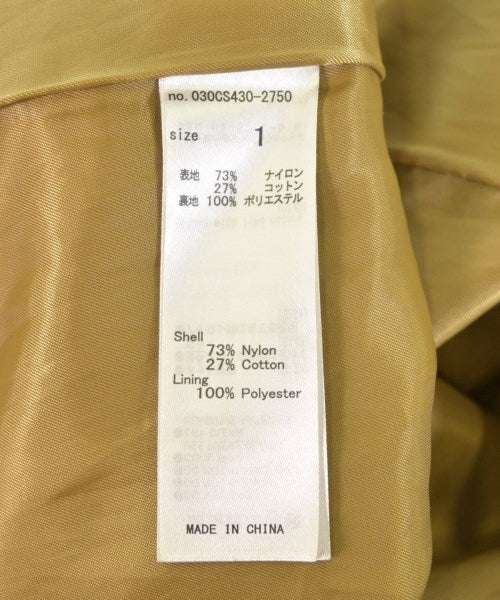 no. 030CS430-2750
size 1
表地 73% ナイロン
27% コットン
裏地 100% ポリエステル
Shell
73% Nylon
27% Cotton
Lining
100% Polyester
MADE IN CHINA